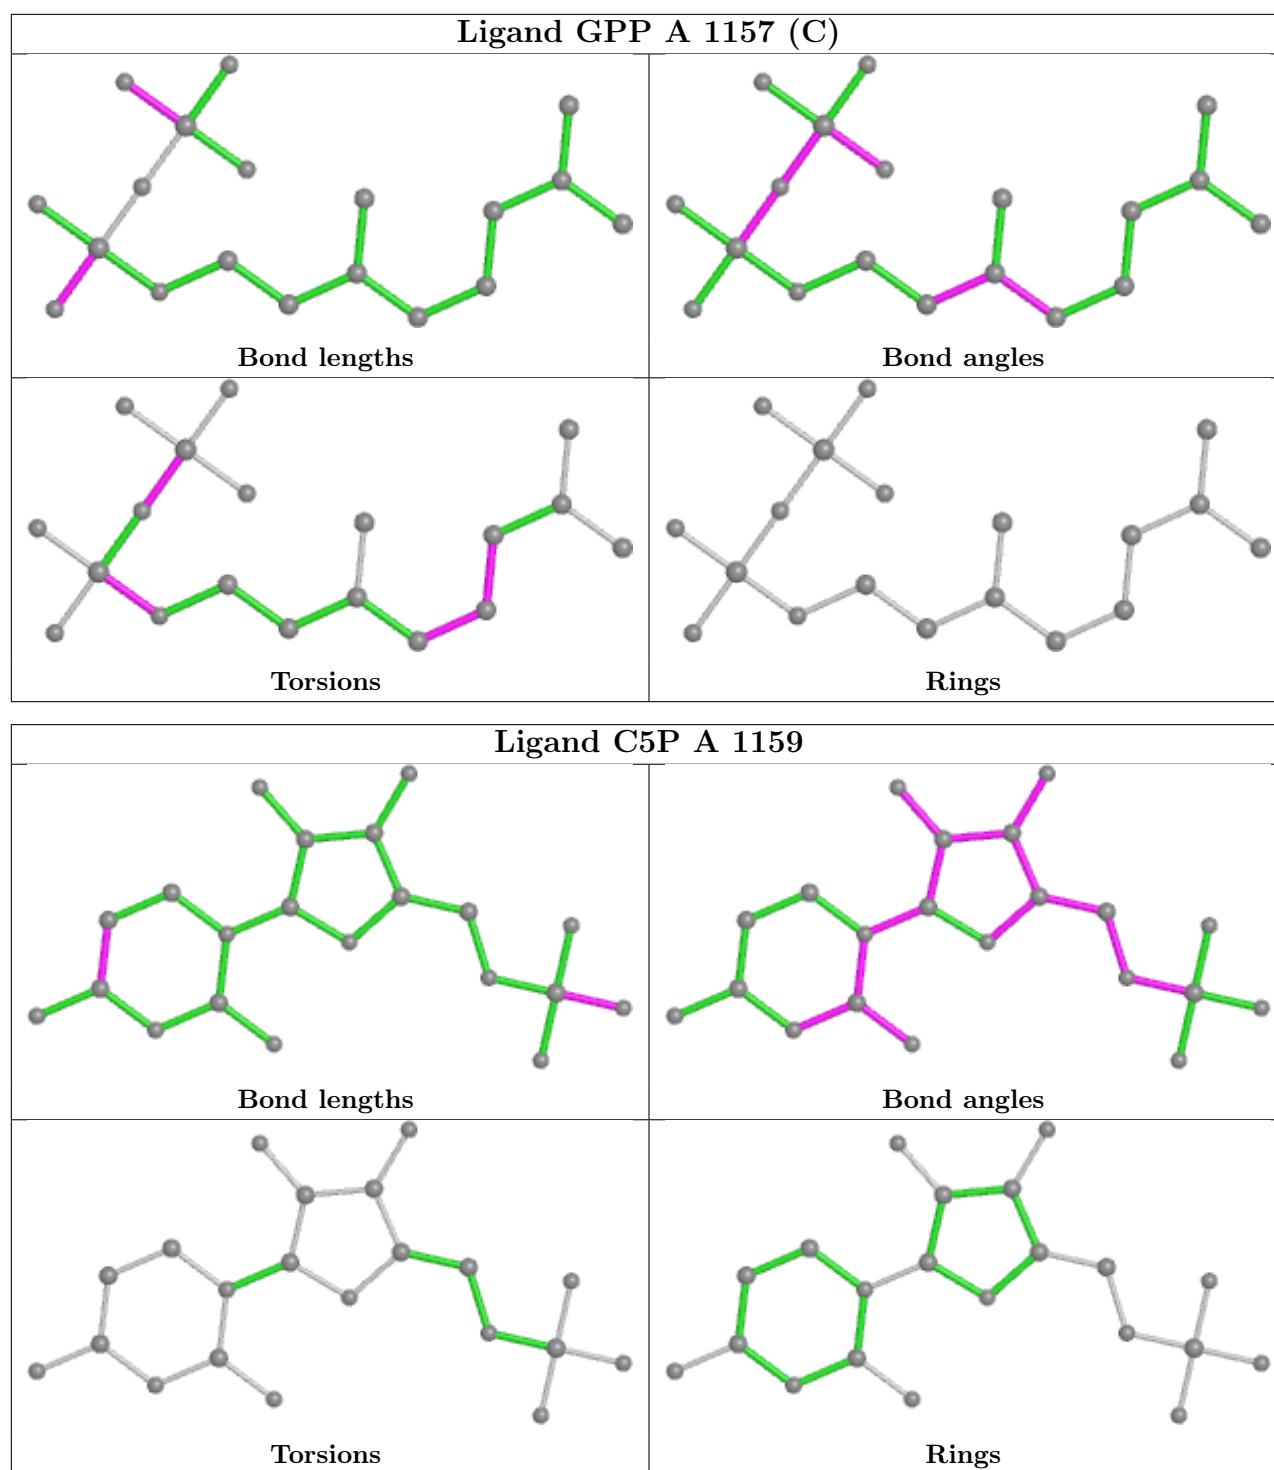 Ligand GPP A 1157 (C)
Bond lengths
Bond angles
Torsions
Rings
Ligand C5P A 1159
Bond lengths
Bond angles
Torsions
Rings